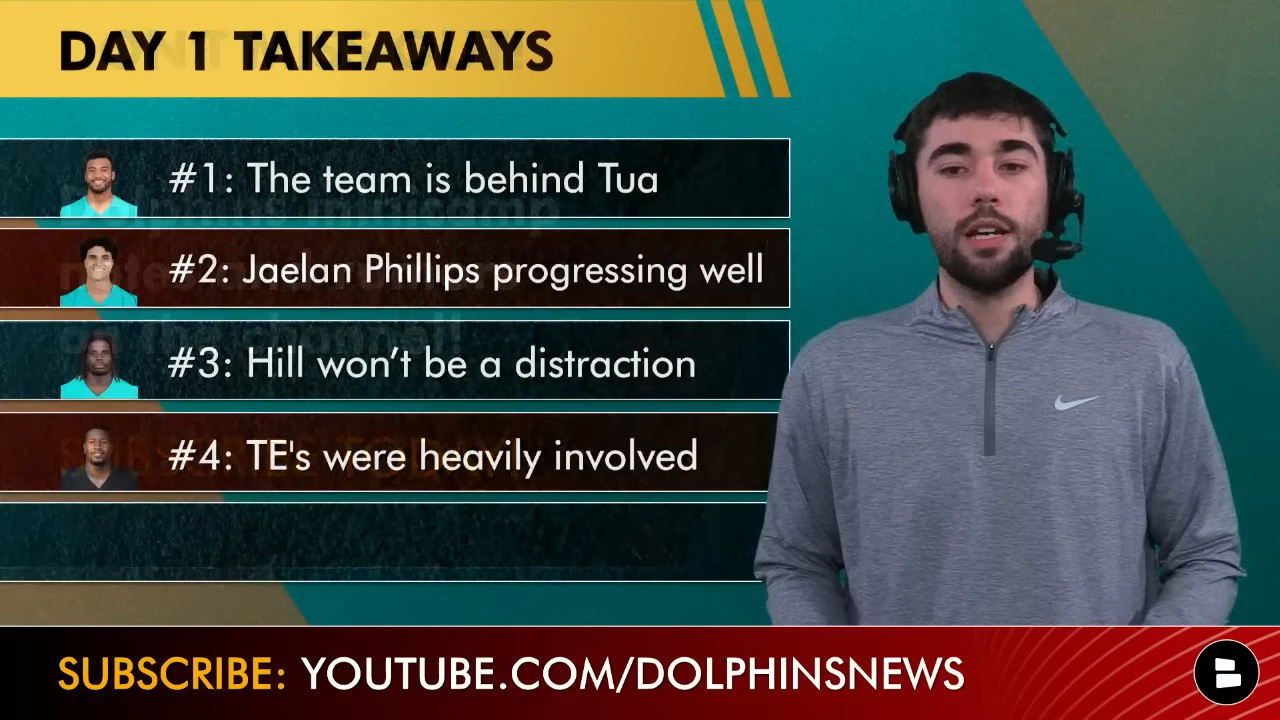 DAY 1 TAKEAWAYS
#1: The team is behind Tua
#2: Jaelan Phillips progressing well
#3: Hill won't be a distraction
#4: TE's were heavily involved
SUBSCRIBE: YOUTUBE.COM/DOLPHINSNEWS